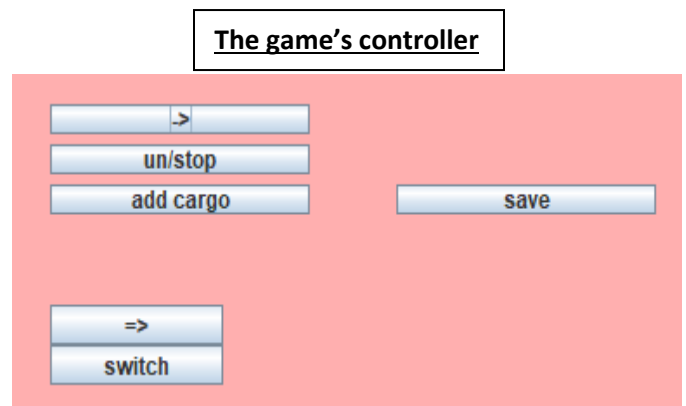 The game’s controller
->
un/stop
add cargo
save
=>
switch